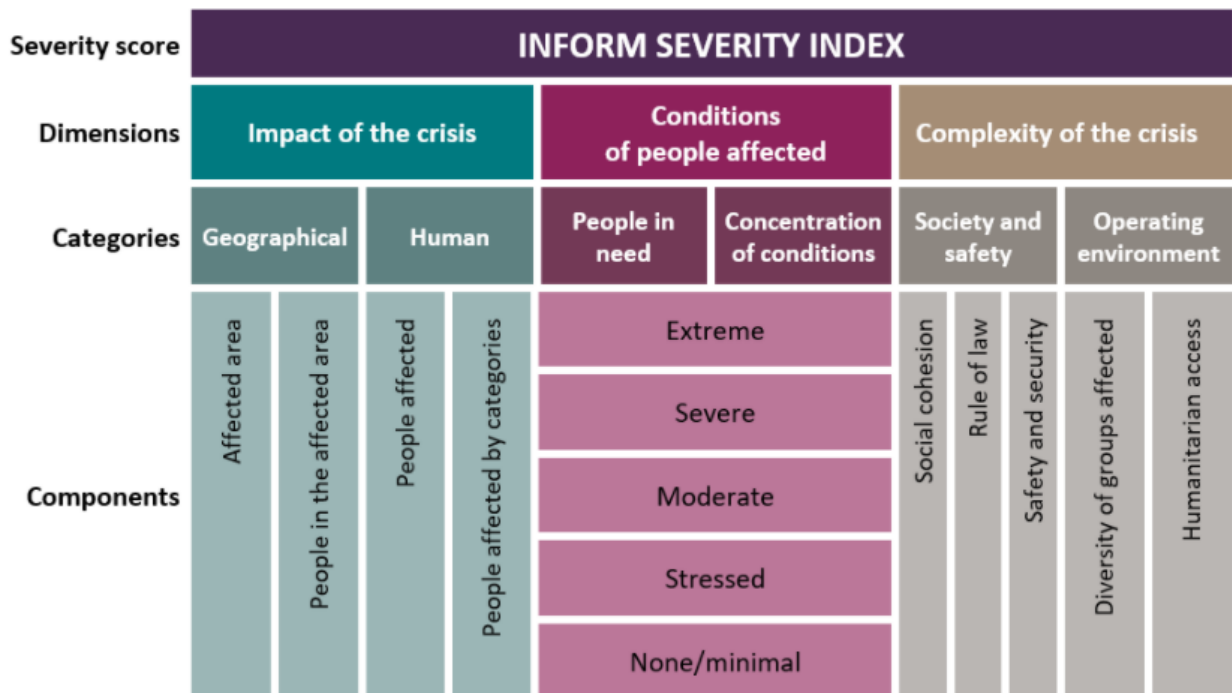 Severity score
INFORM SEVERITY INDEX
Dimensions
Impact of the crisis
Conditions
of people affected
Complexity of the crisis
Categories
Geographical
Human
People in
need
Concentration
of conditions
Society and
safety
Operating
environment
Components
Affected area
People in the affected area
People affected
People affected by categories
Extreme
Severe
Moderate
Stressed
None/minimal
Social cohesion
Rule of law
Safety and security
Diversity of groups affected
Humanitarian access